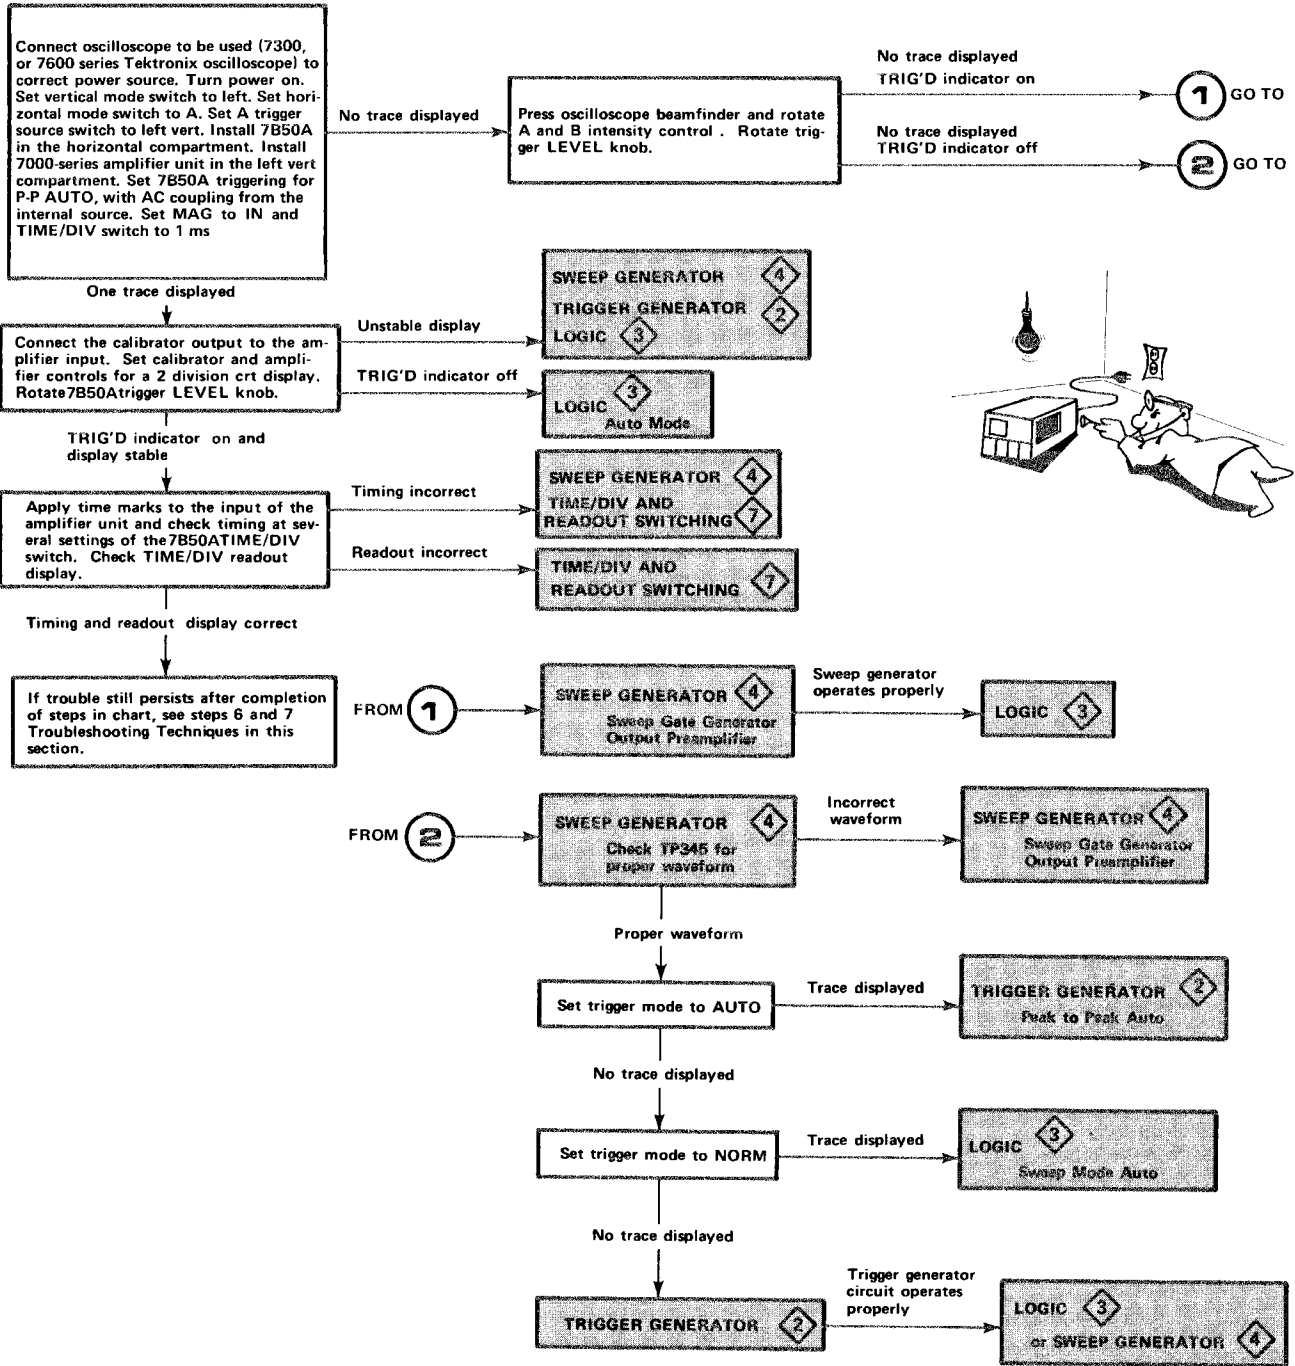 Connect oscilloscope to be used (7300,
or 7600 series Tektronix oscilloscope) to
correct power source. Turn power on.
Set vertical mode switch to left. Set hori-
zontal mode switch to A. Set A trigger
source switch to left vert. Install 7B50A
in the horizontal compartment. Install
7000-series amplifier unit in the left vert
compartment. Set 7B50A triggering for
P-P AUTO, with AC coupling from the
internal source. Set MAG to IN and
TIME/DIV switch to 1 ms
No trace displayed
Press oscilloscope beamfinder and rotate
A and B intensity control . Rotate trig-
ger LEVEL knob.
No trace displayed
TRIG'D indicator on
1 GO TO
No trace displayed
TRIG'D indicator off
2 GO TO
One trace displayed
Connect the calibrator output to the am-
plifier input. Set calibrator and ampli-
fier controls for a 2 division crt display.
Rotate7B50Atrigger LEVEL knob.
Unstable display
SWEEP GENERATOR 4
TRIGGER GENERATOR 2
LOGIC 3
TRIG'D indicator off
LOGIC 3
Auto Mode
TRIG'D indicator on and
display stable
Apply time marks to the input of the
amplifier unit and check timing at sev-
eral settings of the7B50ATIME/DIV
switch. Check TIME/DIV readout
display.
Timing incorrect
SWEEP GENERATOR 4
TIME/DIV AND
READOUT SWITCHING 7
Readout incorrect
TIME/DIV AND
READOUT SWITCHING 7
Timing and readout display correct
If trouble still persists after completion
of steps in chart, see steps 6 and 7
Troubleshooting Techniques in this
section.
FROM 1
SWEEP GENERATOR 4
Sweep Gate Generator
Output Preamplifier
Sweep generator
operates properly
LOGIC 3
FROM 2
SWEEP GENERATOR 4
Check TP345 for
proper waveform
Incorrect
waveform
SWEEP GENERATOR 4
Sweep Gate Generator
Output Preamplifier
Proper waveform
Set trigger mode to AUTO
Trace displayed
TRIGGER GENERATOR 2
Peak to Peak Auto
No trace displayed
Set trigger mode to NORM
Trace displayed
LOGIC 3
Sweep Mode Auto
No trace displayed
TRIGGER GENERATOR 2
Trigger generator
circuit operates
properly
LOGIC 3
or SWEEP GENERATOR 4